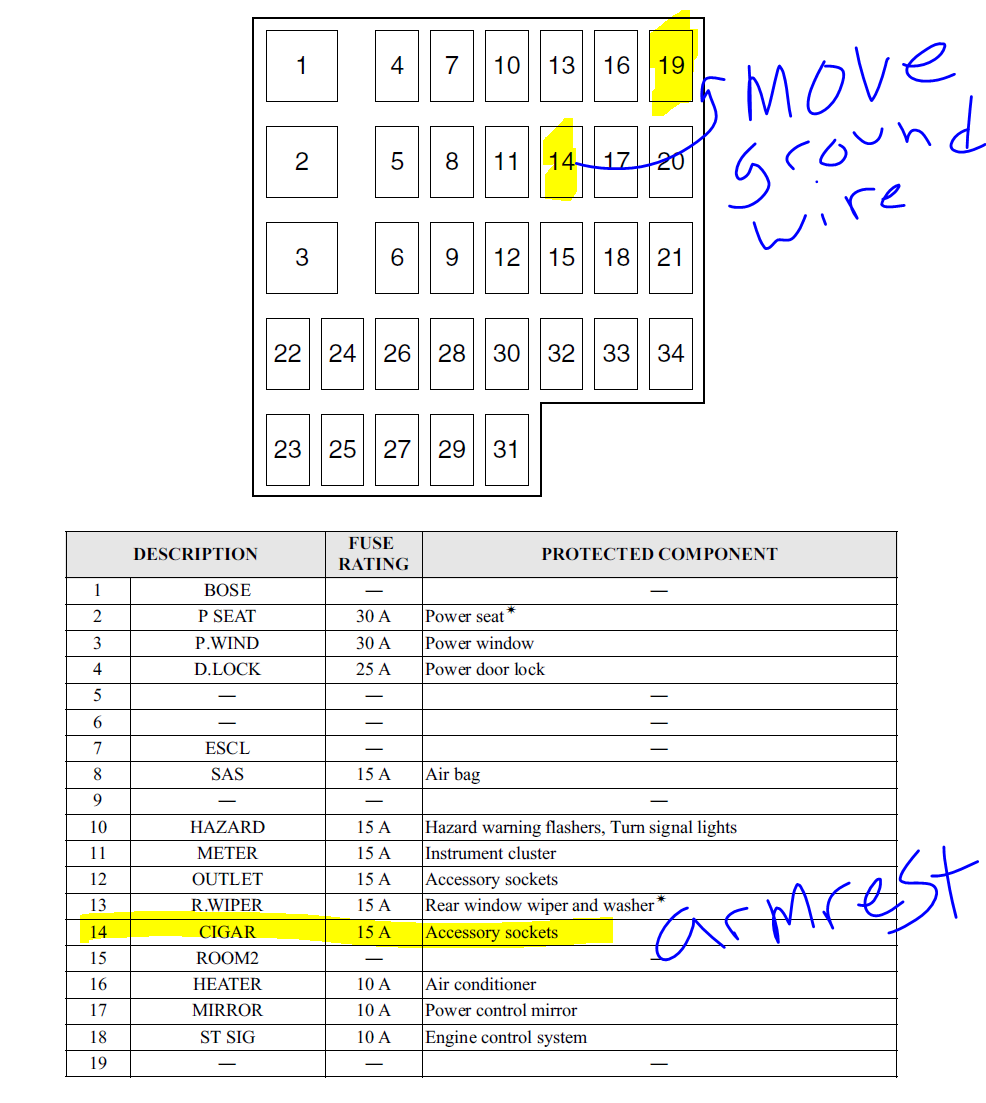 1 4 7 10 13 16 19 move
2 5 8 11 14 17 20 ground
wire
3 6 9 12 15 18 21
22 24 26 28 30 32 33 34
23 25 27 29 31
DESCRIPTION FUSE RATING PROTECTED COMPONENT
1 BOSE — —
2 P SEAT 30 A Power seat*
3 P.WIND 30 A Power window
4 D.LOCK 25 A Power door lock
5 — — —
6 — — —
7 ESCL — —
8 SAS 15 A Air bag
9 — — —
10 HAZARD 15 A Hazard warning flashers, Turn signal lights
11 METER 15 A Instrument cluster
12 OUTLET 15 A Accessory sockets
13 R.WIPER 15 A Rear window wiper and washer*
14 CIGAR 15 A Accessory sockets armrest
15 ROOM2 — —
16 HEATER 10 A Air conditioner
17 MIRROR 10 A Power control mirror
18 ST SIG 10 A Engine control system
19 — — —